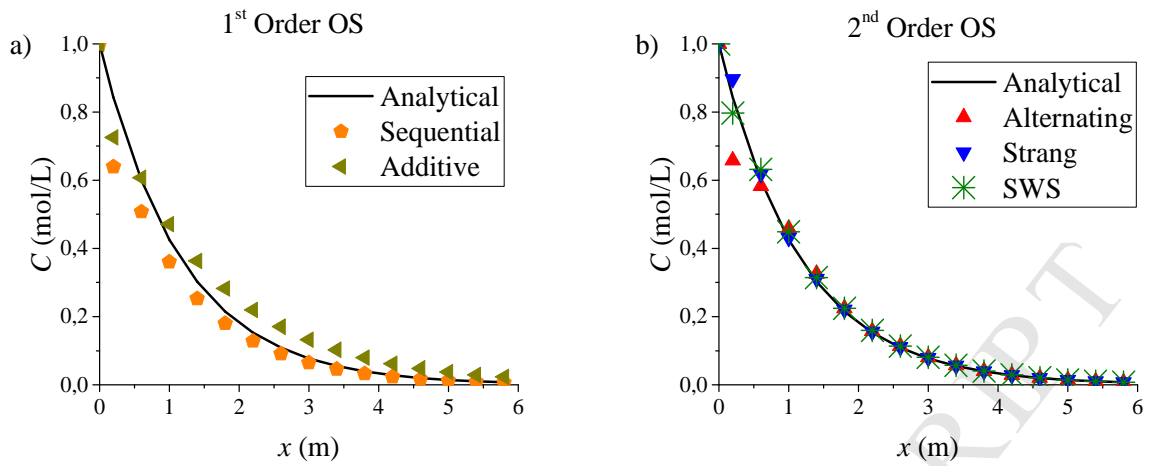 1st Order OS
a)
Analytical
Sequential
Additive
C (mol/L)
1,0
0,8
0,6
0,4
0,2
0,0
0 1 2 3 4 5 6
x (m)
2nd Order OS
b)
Analytical
Alternating
Strang
SWS
C (mol/L)
1,0
0,8
0,6
0,4
0,2
0,0
0 1 2 3 4 5 6
x (m)
RIPT